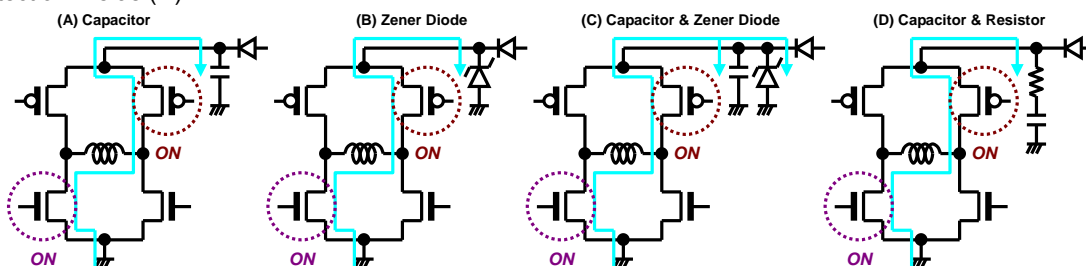 (A) Capacitor
(B) Zener Diode
(C) Capacitor & Zener Diode
(D) Capacitor & Resistor
ON
ON
ON
ON
ON
ON
ON
ON